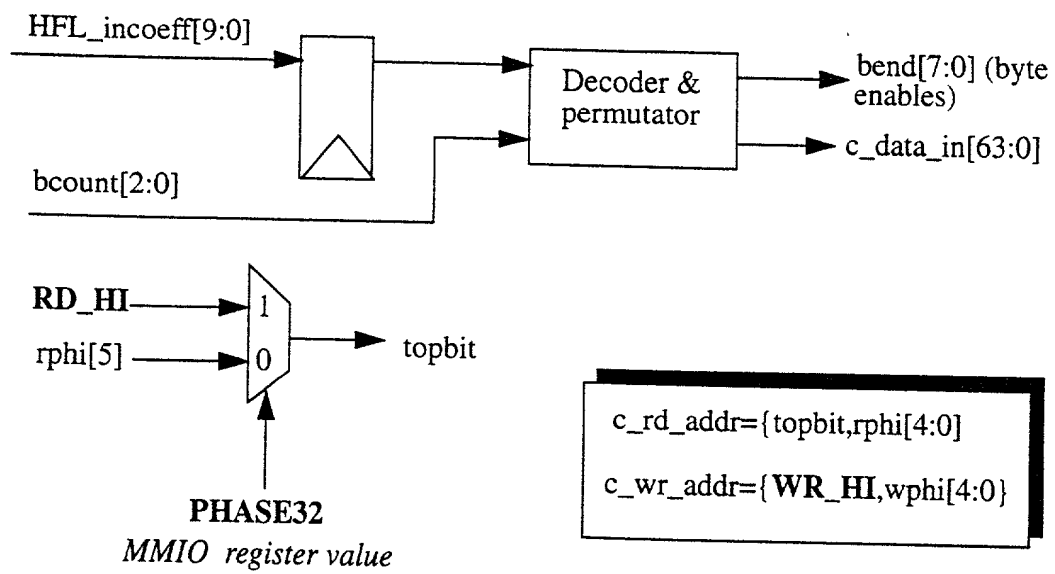 HFL_incoeff[9:0]
Decoder &
permutator
bend[7:0] (byte
enables)
c_data_in[63:0]
bcount[2:0]
RD_HI
1
rphi[5]
0
topbit
PHASE32
MMIO register value
c_rd_addr={topbit,rphi[4:0]
c_wr_addr={WR_HI,wphi[4:0}